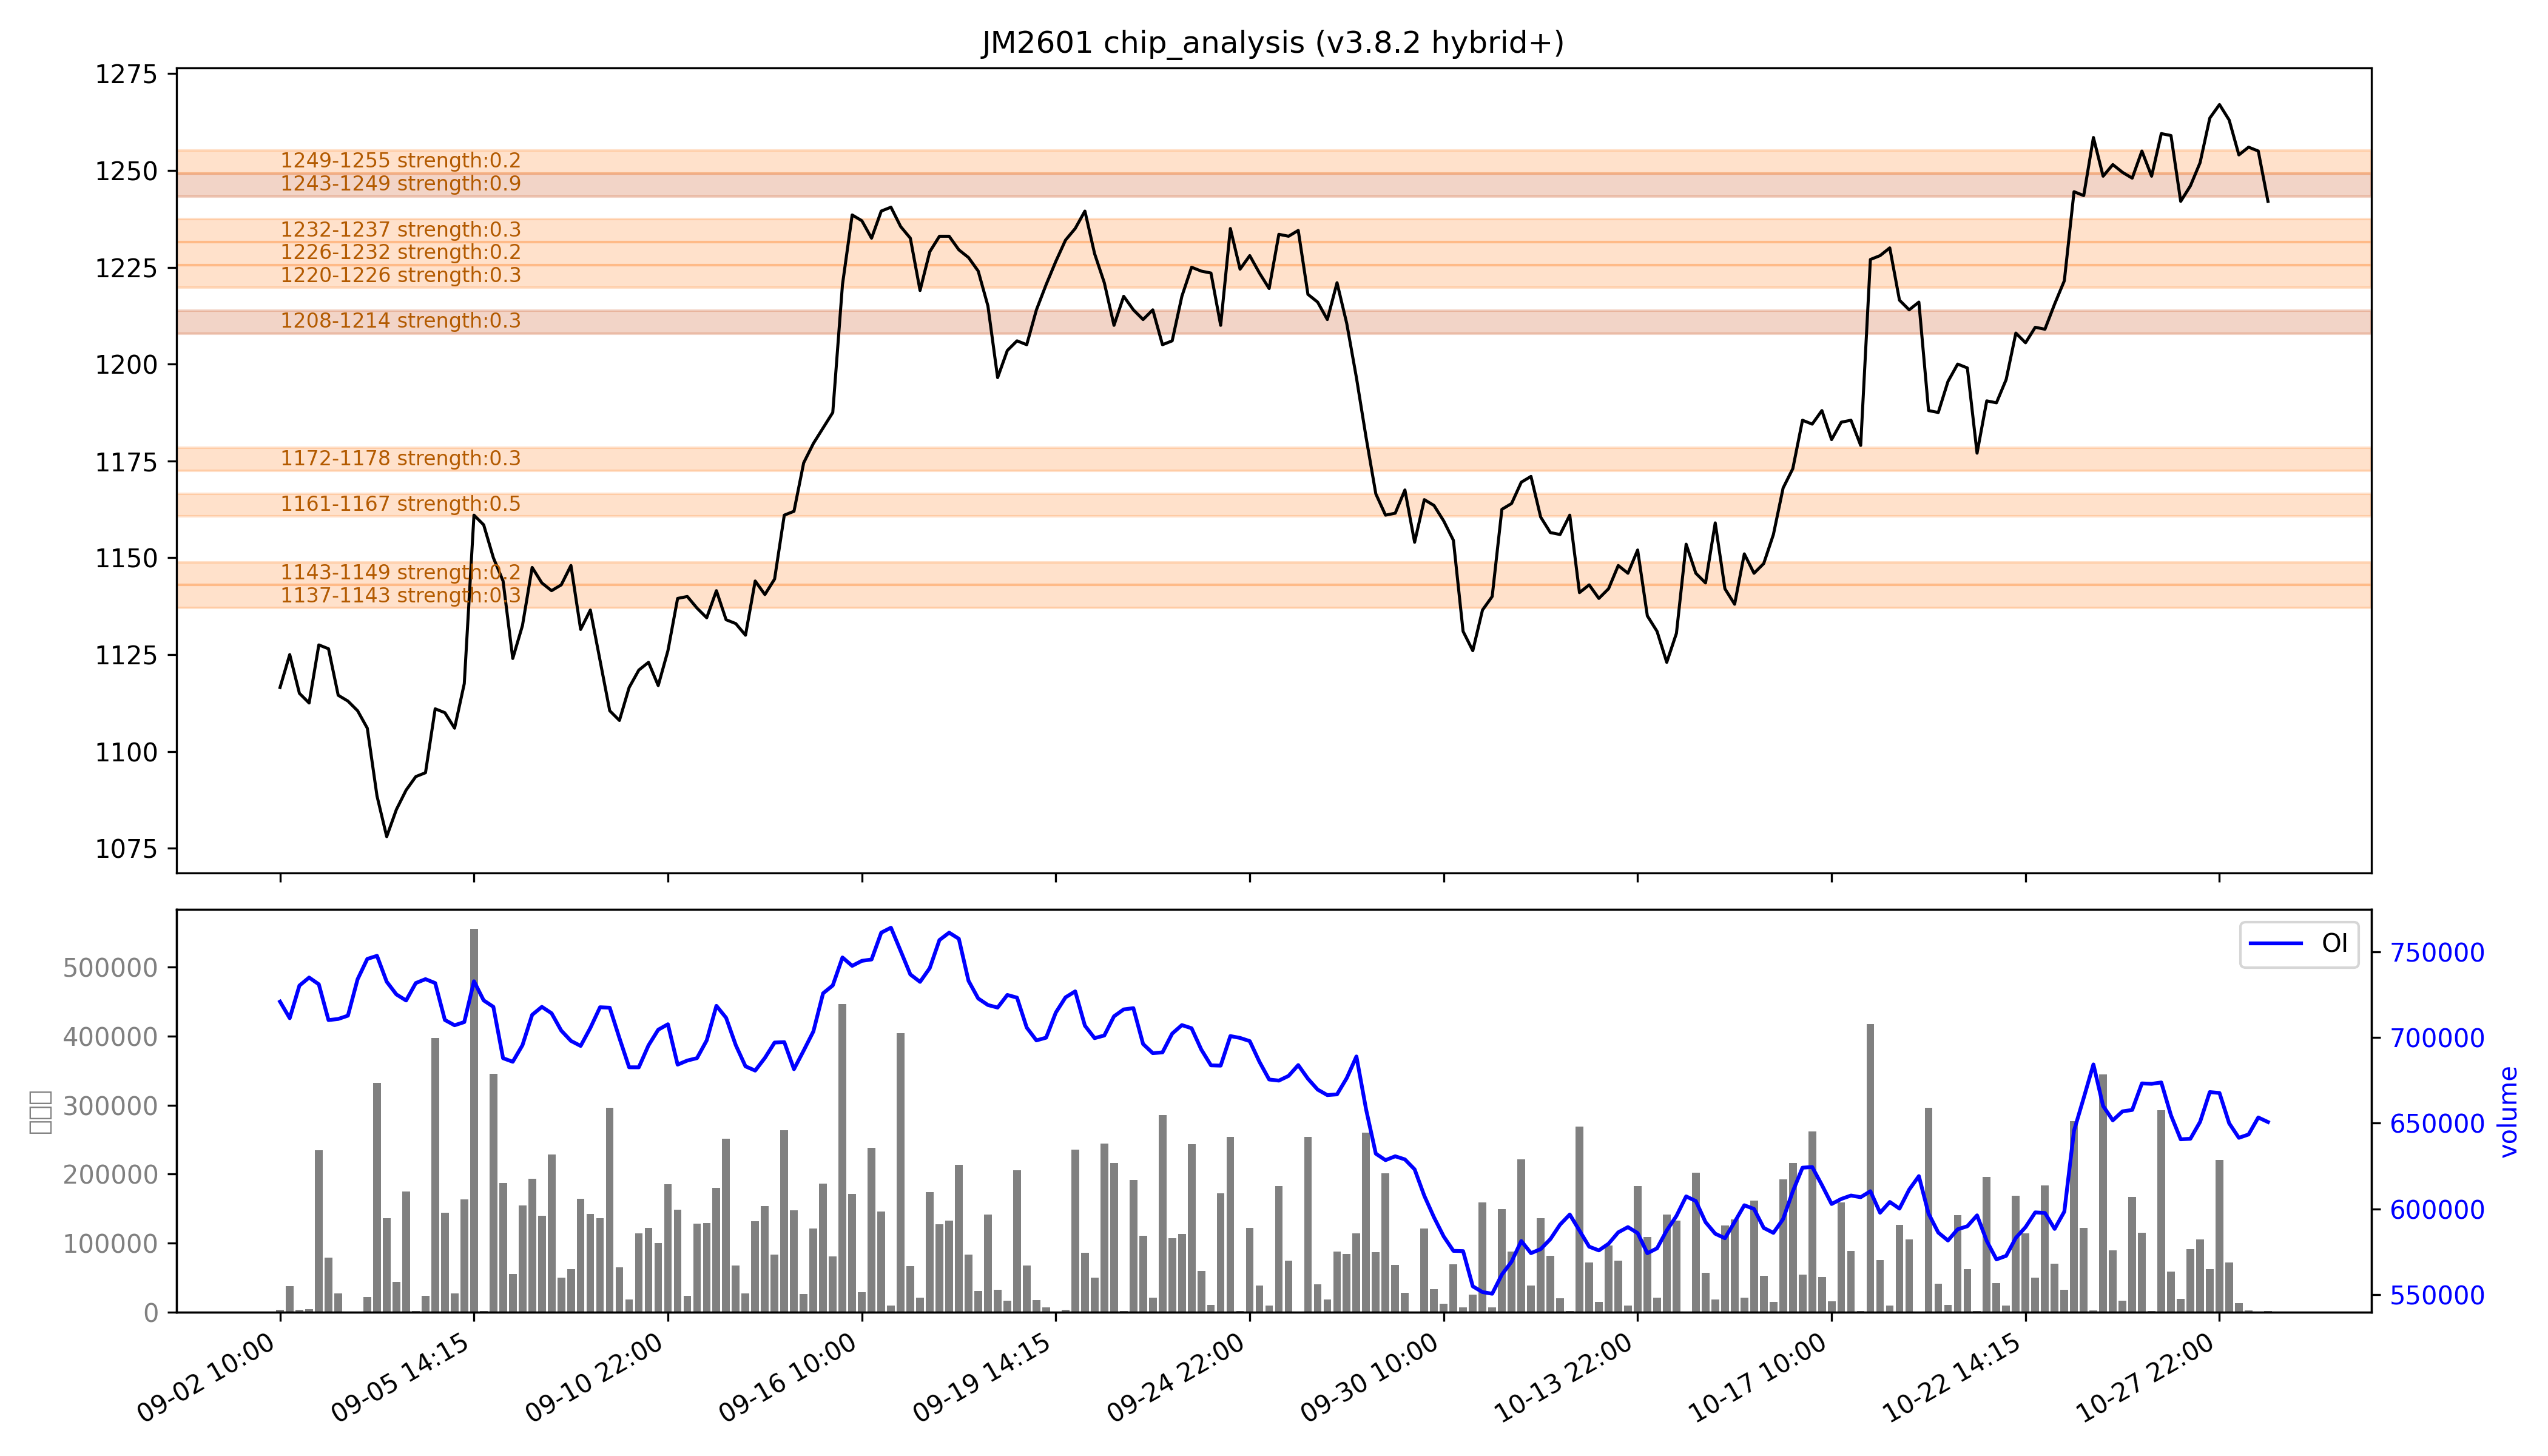 JM2601 chip_analysis (v3.8.2 hybrid+)
1275
1250
1225
1200
1175
1150
1125
1100
1075
1249-1255 strength:0.2
1243-1249 strength:0.9
1232-1237 strength:0.3
1226-1232 strength:0.2
1220-1226 strength:0.3
1208-1214 strength:0.3
1172-1178 strength:0.3
1161-1167 strength:0.5
1143-1149 strength:0.2
1137-1143 strength:0.3
OI
500000
400000
300000
200000
100000
0
750000
700000
650000
600000
550000
volume
09-02 10:00
09-05 14:15
09-10 22:00
09-16 10:00
09-19 14:15
09-24 22:00
09-30 10:00
10-13 22:00
10-17 10:00
10-22 14:15
10-27 22:00